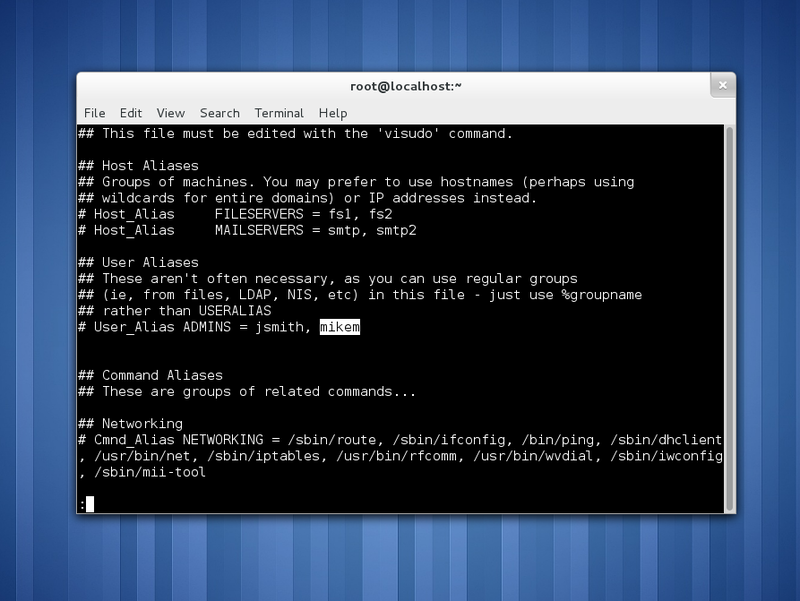 root@localhost:~
File Edit View Search Terminal Help
## This file must be edited with the 'visudo' command.
## Host Aliases
## Groups of machines. You may prefer to use hostnames (perhaps using
## wildcards for entire domains) or IP addresses instead.
# Host_Alias     FILESERVERS = fs1, fs2
# Host_Alias     MAILSERVERS = smtp, smtp2
## User Aliases
## These aren't often necessary, as you can use regular groups
## (ie, from files, LDAP, NIS, etc) in this file - just use %groupname
## rather than USERALIAS
# User_Alias ADMINS = jsmith, mikem
## Command Aliases
## These are groups of related commands...
## Networking
# Cmnd_Alias NETWORKING = /sbin/route, /sbin/ifconfig, /bin/ping, /sbin/dhclient
, /usr/bin/net, /sbin/iptables, /usr/bin/rfcomm, /usr/bin/wvdial, /sbin/iwconfig
, /sbin/mii-tool
: